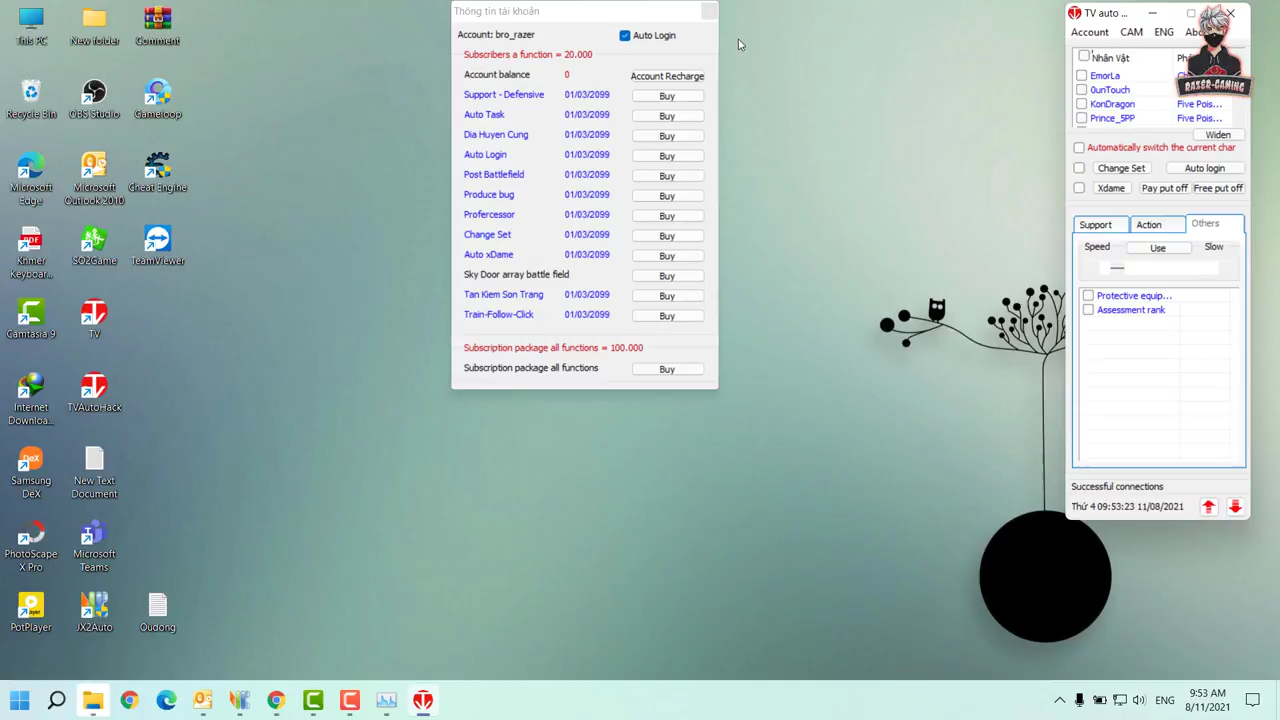 This PC
New folder
Comment
Recycle Bin
OBS Studio
Gameloop
Microsoft Edge
Microsoft Outlook 2010
Cheat Engine
Khmer Keyboar...
SO2Game
TeamViewer
Camtasia 9
TV
Internet Downloa...
TVAutoHack
Samsung DeX
New Text Document
PhotoScape X Pro
Microsoft Teams
PotPlayer
JX2Auto
Oudong
Thông tin tài khoản
Account: bro_razer
Auto Login
Subscribers a function = 20.000
Account balance 0 Account Recharge
Support - Defensive 01/03/2099 Buy
Auto Task 01/03/2099 Buy
Dia Huyen Cung 01/03/2099 Buy
Auto Login 01/03/2099 Buy
Post Battlefield 01/03/2099 Buy
Produce bug 01/03/2099 Buy
Profercessor 01/03/2099 Buy
Change Set 01/03/2099 Buy
Auto xDame 01/03/2099 Buy
Sky Door array battle field Buy
Tan Kiem Son Trang 01/03/2099 Buy
Train-Follow-Click 01/03/2099 Buy
Subscription package all functions = 100.000
Subscription package all functions Buy
TV auto ...
Account CAM ENG
RAZER-GAMING
Nhân Vật
EmorLa
0unTouch
KonDragon Five Pois...
Prince_5PP Five Pois...
Widen
Automatically switch the current char
Change Set Auto login
Xdame Pay put off Free put off
Support Action Others
Speed Use Slow
Protective equip...
Assessment rank
Successful connections
Thứ 4 09:53:23 11/08/2021
ENG
9:53 AM
8/11/2021